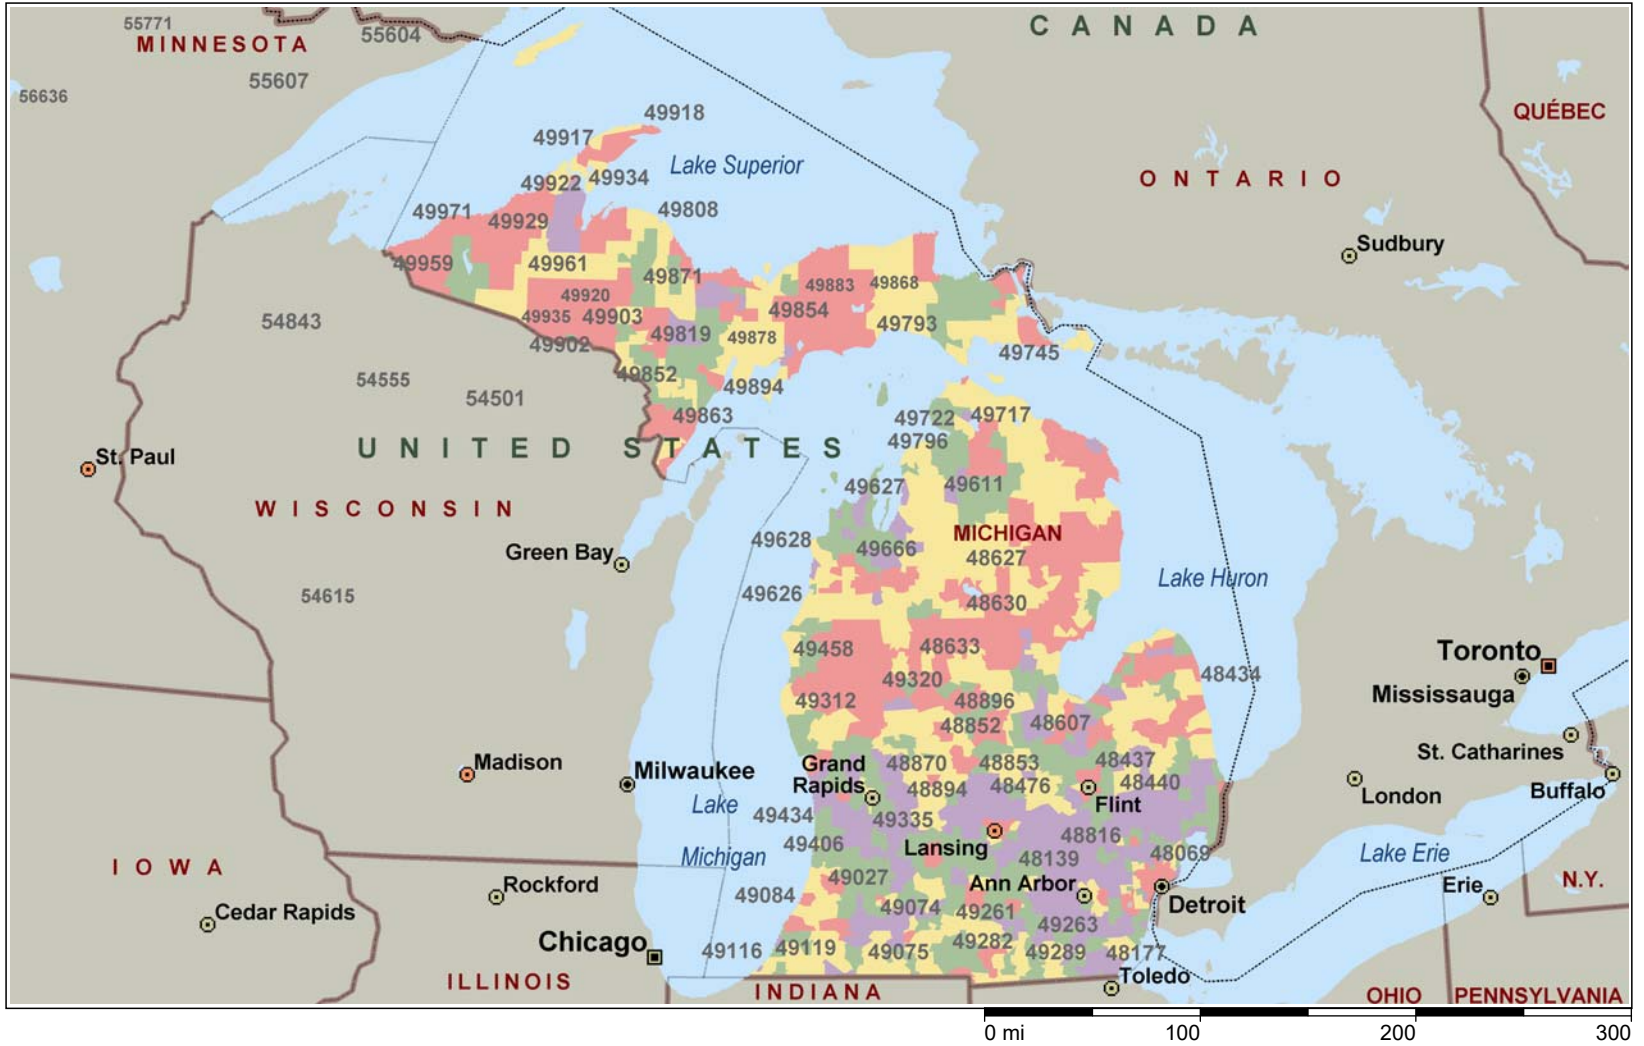 55771
55604
CANADA
MINNESOTA
55607
56636
QUÉBEC
49918
49917
Lake Superior
ONTARIO
49922
49934
49971
49929
49808
Sudbury
49959
49961
49871
49920
49883
49868
49935
49903
49854
54843
49819
49878
49793
49902
49745
54555
49852
49894
54501
49863
49722
49717
UNITED STATES
49796
St. Paul
49627
49611
WISCONSIN
49628
MICHIGAN
Green Bay
49666
48627
Lake Huron
54615
49626
48630
49458
48633
Toronto
49320
48434
Mississauga
49312
48896
48852
48607
St. Catharines
Madison
Milwaukee
Grand
Rapids
48870
48853
48437
48894
48476
48440
London
Buffalo
Lake
Flint
49434
49335
48816
49406
Lansing
48139
48069
Michigan
Lake Erie
IOWA
49027
Ann Arbor
Rockford
49084
Erie
N.Y.
Cedar Rapids
49074
49261
Detroit
49263
Chicago
49116
49119
49075
49282
49289
48177
Toledo
ILLINOIS
INDIANA
OHIO
PENNSYLVANIA
0 mi
100
200
300